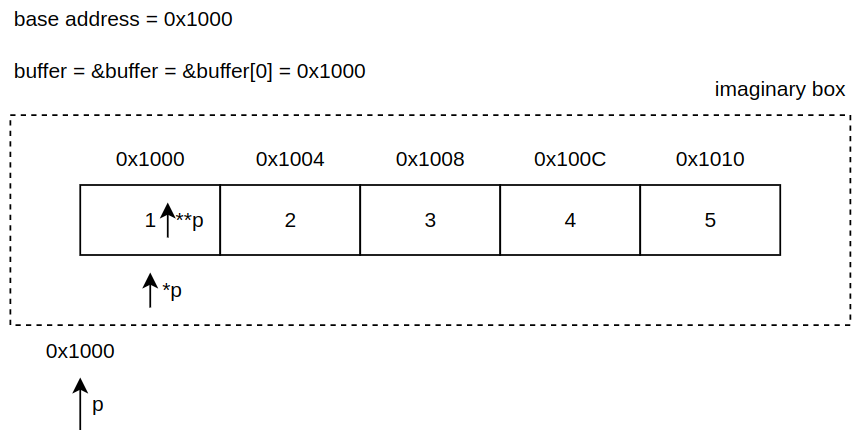 base address = 0x1000
buffer = &buffer = &buffer[0] = 0x1000
imaginary box
0x1000 0x1004 0x1008 0x100C 0x1010
1 **p 2 3 4 5
*p
0x1000
p